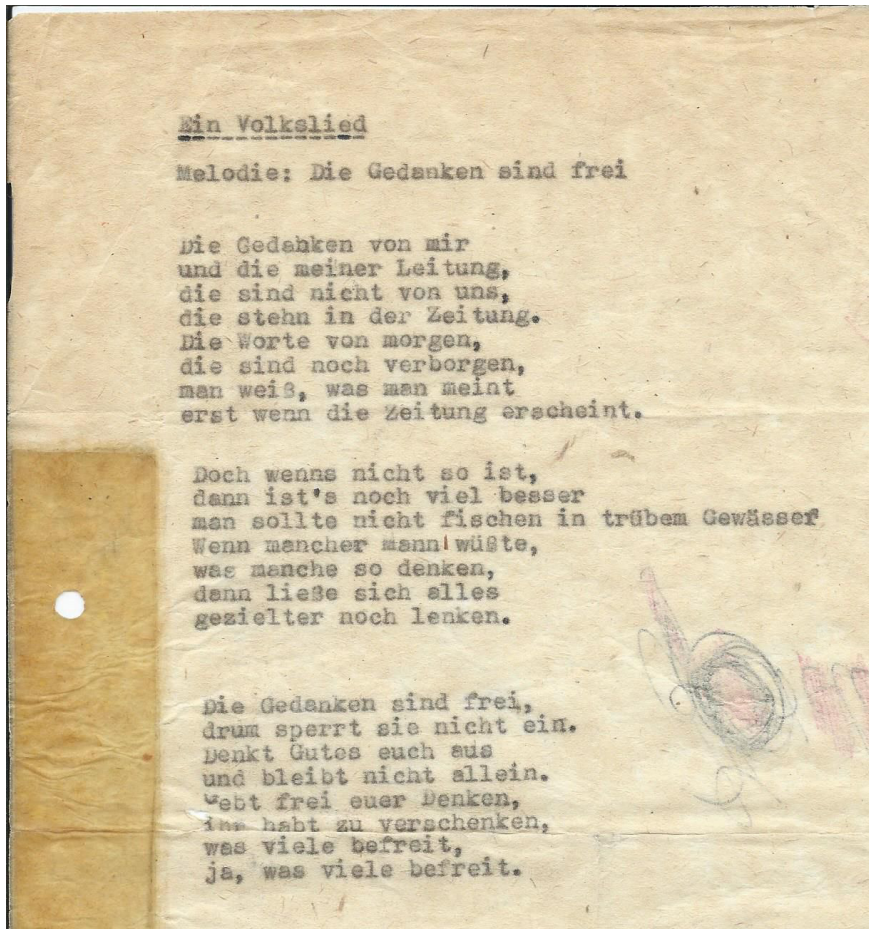 Ein Volkslied
Melodie: Die Gedanken sind frei
Die Gedahken von mir
und die meiner Leitung,
die sind nicht von uns,
die stehn in der Zeitung.
Die Worte von morgen,
die sind noch verborgen,
man weiß, was man meint
erst wenn die Zeitung erscheint.
Doch wenns nicht so ist,
dann ist's noch viel besser
man sollte nicht fischen in trübem Gewässer
Wenn mancher Mann wüßte,
was manche so denken,
dann ließe sich alles
gezielter noch lenken.
Die Gedanken sind frei,
drum sperrt sie nicht ein.
Denkt Gutes euch aus
und bleibt nicht allein.
frei euer Denken,
ihr habt zu verschenken,
was viele befreit,
ja, was viele befreit.